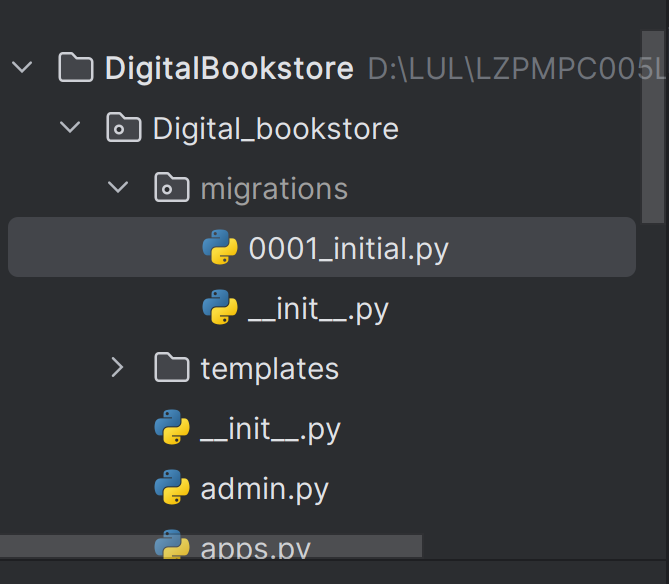 DigitalBookstore D:\LUL\LZPMPC005L
Digital_bookstore
migrations
0001_initial.py
__init__.py
templates
__init__.py
admin.py
apps.py